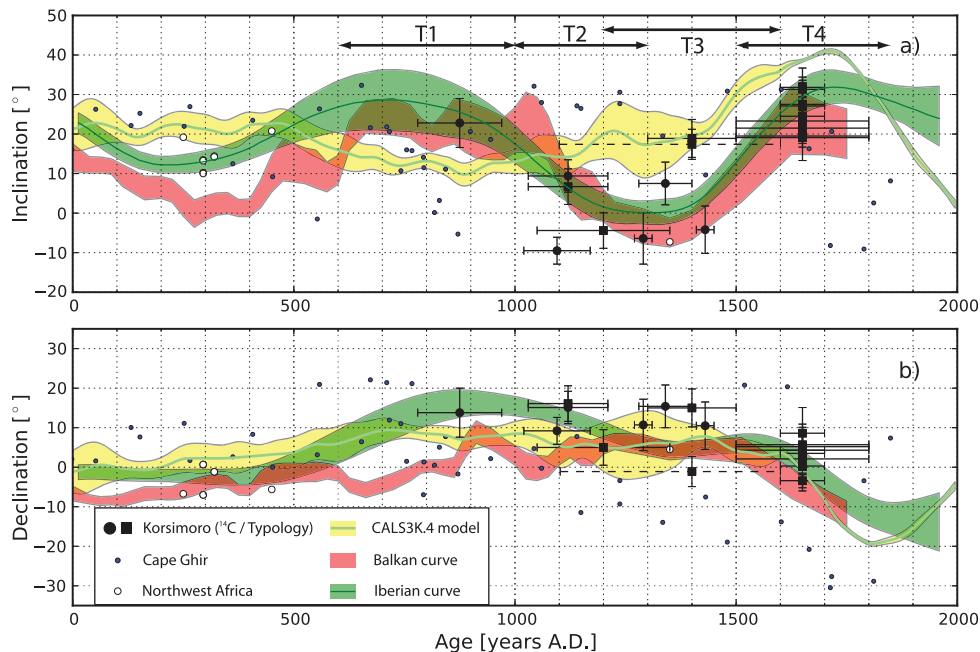 50
40
30
20
10
0
−10
−20
Inclination [°]
T1
T2
T3
T4
a)
0
500
1000
1500
2000
30
20
10
0
−10
−20
−30
Declination [°]
b)
Korsimoro (¹⁴C / Typology)
CALS3K.4 model
Cape Ghir
Balkan curve
Northwest Africa
Iberian curve
0
500
1000
1500
2000
Age [years A.D.]